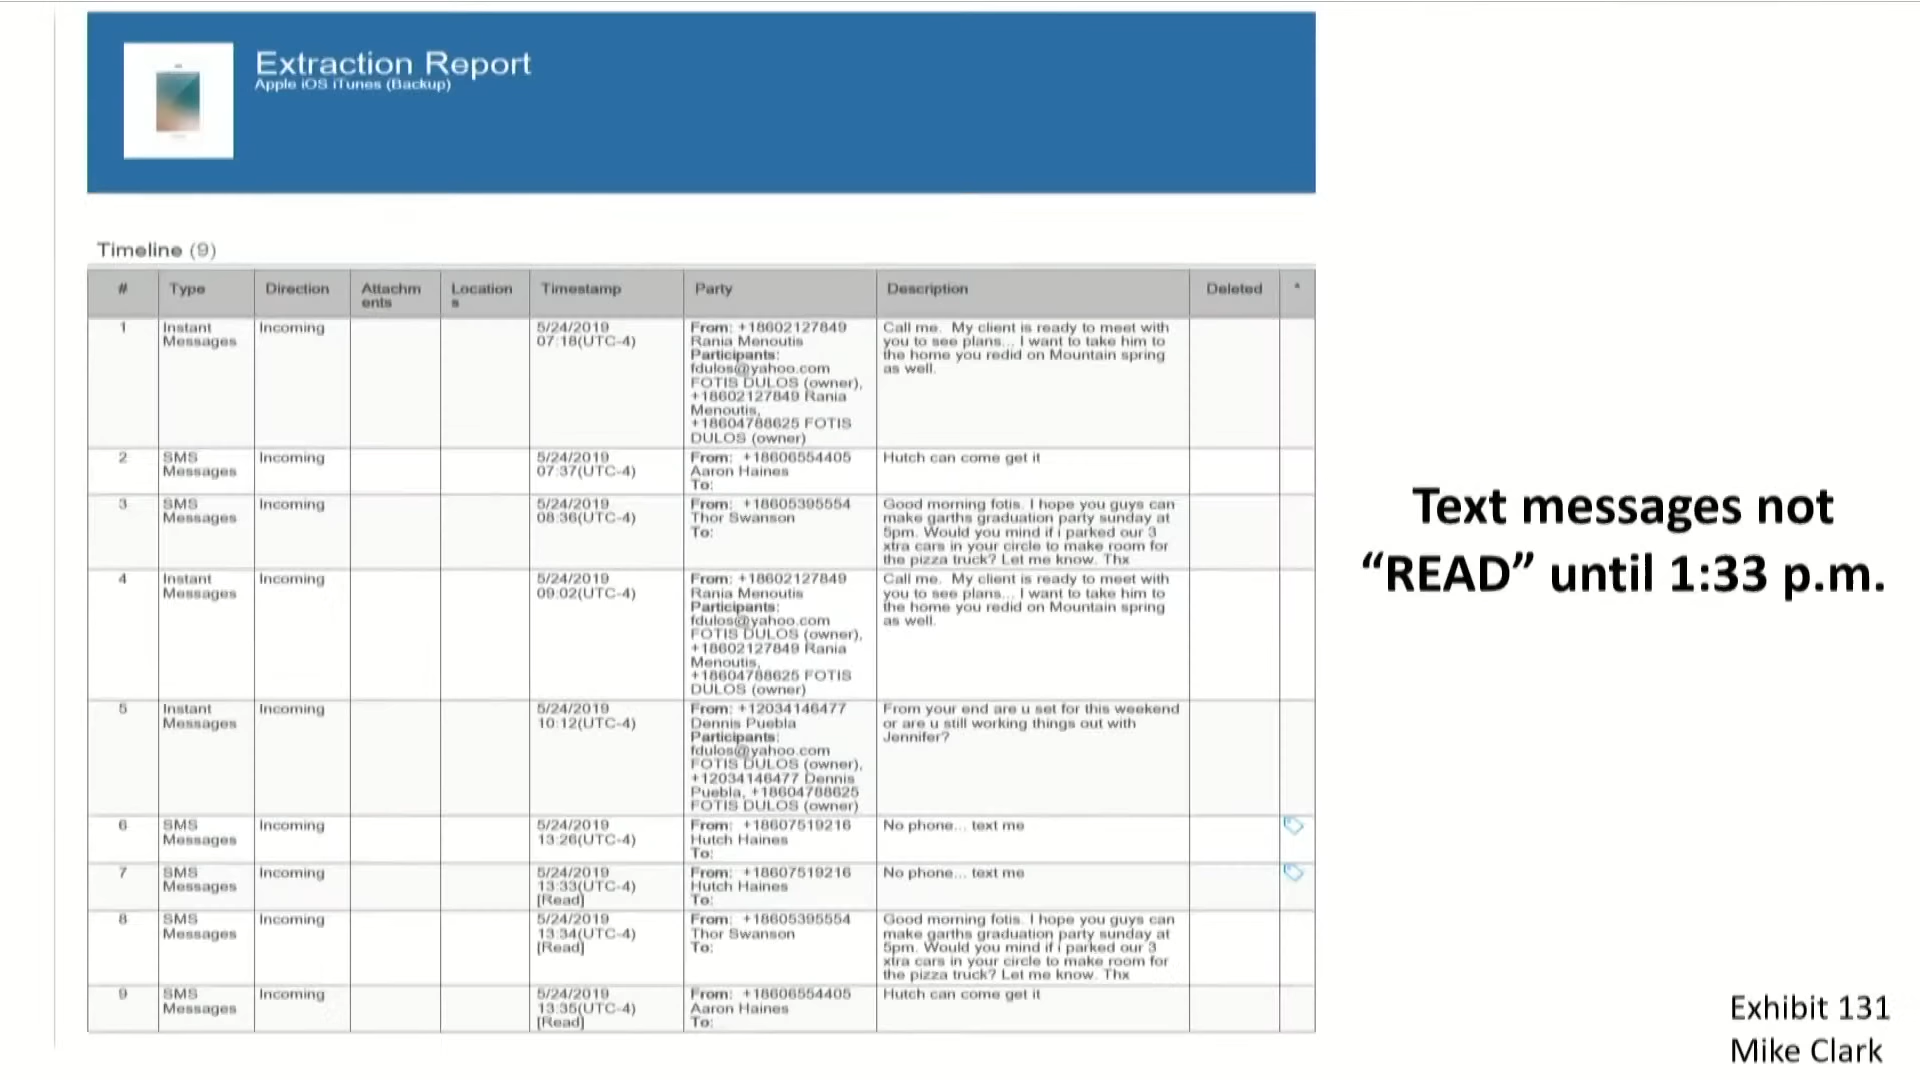 Extraction Report
Apple iOS iTunes (Backup)
Timeline (9)
# Type Direction Attachm Location Timestamp Party Description Deleted *
ents s
1 Instant Incoming 5/24/2019 From: +18602127849 Call me. My client is ready to meet with
Messages 07:18(UTC-4) Rania Menoutis you to see plans... I want to take him to
Participants: the home you redid on Mountain spring
fdulos@yahoo.com as well.
FOTIS DULOS (owner),
+18602127849 Rania
Menoutis,
+18604788625 FOTIS
DULOS (owner)
2 SMS Incoming 5/24/2019 From: +18606554405 Hutch can come get it
Messages 07:37(UTC-4) Aaron Haines
To:
3 SMS Incoming 5/24/2019 From: +18605395554 Good morning fotis. I hope you guys can
Messages 08:36(UTC-4) Thor Swanson make garths graduation party sunday at
To: 5pm. Would you mind if i parked our 3
xtra cars in your circle to make room for
the pizza truck? Let me know. Thx
4 Instant Incoming 5/24/2019 From: +18602127849 Call me. My client is ready to meet with
Messages 09:02(UTC-4) Rania Menoutis you to see plans... I want to take him to
Participants: the home you redid on Mountain spring
fdulos@yahoo.com as well.
FOTIS DULOS (owner),
+18602127849 Rania
Menoutis,
+18604788625 FOTIS
DULOS (owner)
5 Instant Incoming 5/24/2019 From: +12034146477 From your end are u set for this weekend
Messages 10:12(UTC-4) Dennis Puebla or are u still working things out with
Participants: Jennifer?
fdulos@yahoo.com
FOTIS DULOS (owner),
+12034146477 Dennis
Puebla, +18604788625
FOTIS DULOS (owner)
6 SMS Incoming 5/24/2019 From: +18607519216 No phone... text me
Messages 13:26(UTC-4) Hutch Haines
To:
7 SMS Incoming 5/24/2019 From: +18607519216 No phone... text me
Messages 13:33(UTC-4) Hutch Haines
[Read] To:
8 SMS Incoming 5/24/2019 From: +18605395554 Good morning fotis. I hope you guys can
Messages 13:34(UTC-4) Thor Swanson make garths graduation party sunday at
[Read] To: 5pm. Would you mind if i parked our 3
xtra cars in your circle to make room for
the pizza truck? Let me know. Thx
9 SMS Incoming 5/24/2019 From: +18606554405 Hutch can come get it
Messages 13:35(UTC-4) Aaron Haines
[Read] To:
Text messages not
“READ” until 1:33 p.m.
Exhibit 131
Mike Clark